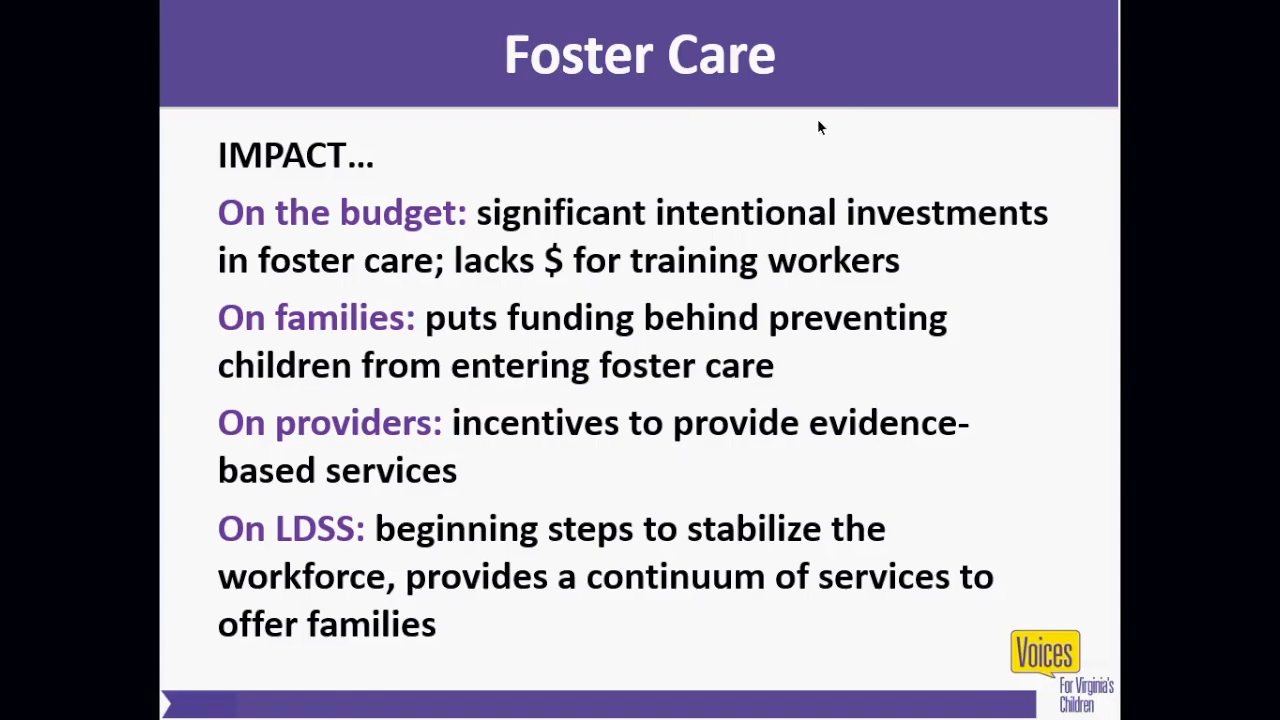 Foster Care
IMPACT...
On the budget: significant intentional investments
in foster care; lacks $ for training workers
On families: puts funding behind preventing
children from entering foster care
On providers: incentives to provide evidence-
based services
On LDSS: beginning steps to stabilize the
workforce, provides a continuum of services to
offer families
Voices
For Virginia's
Children